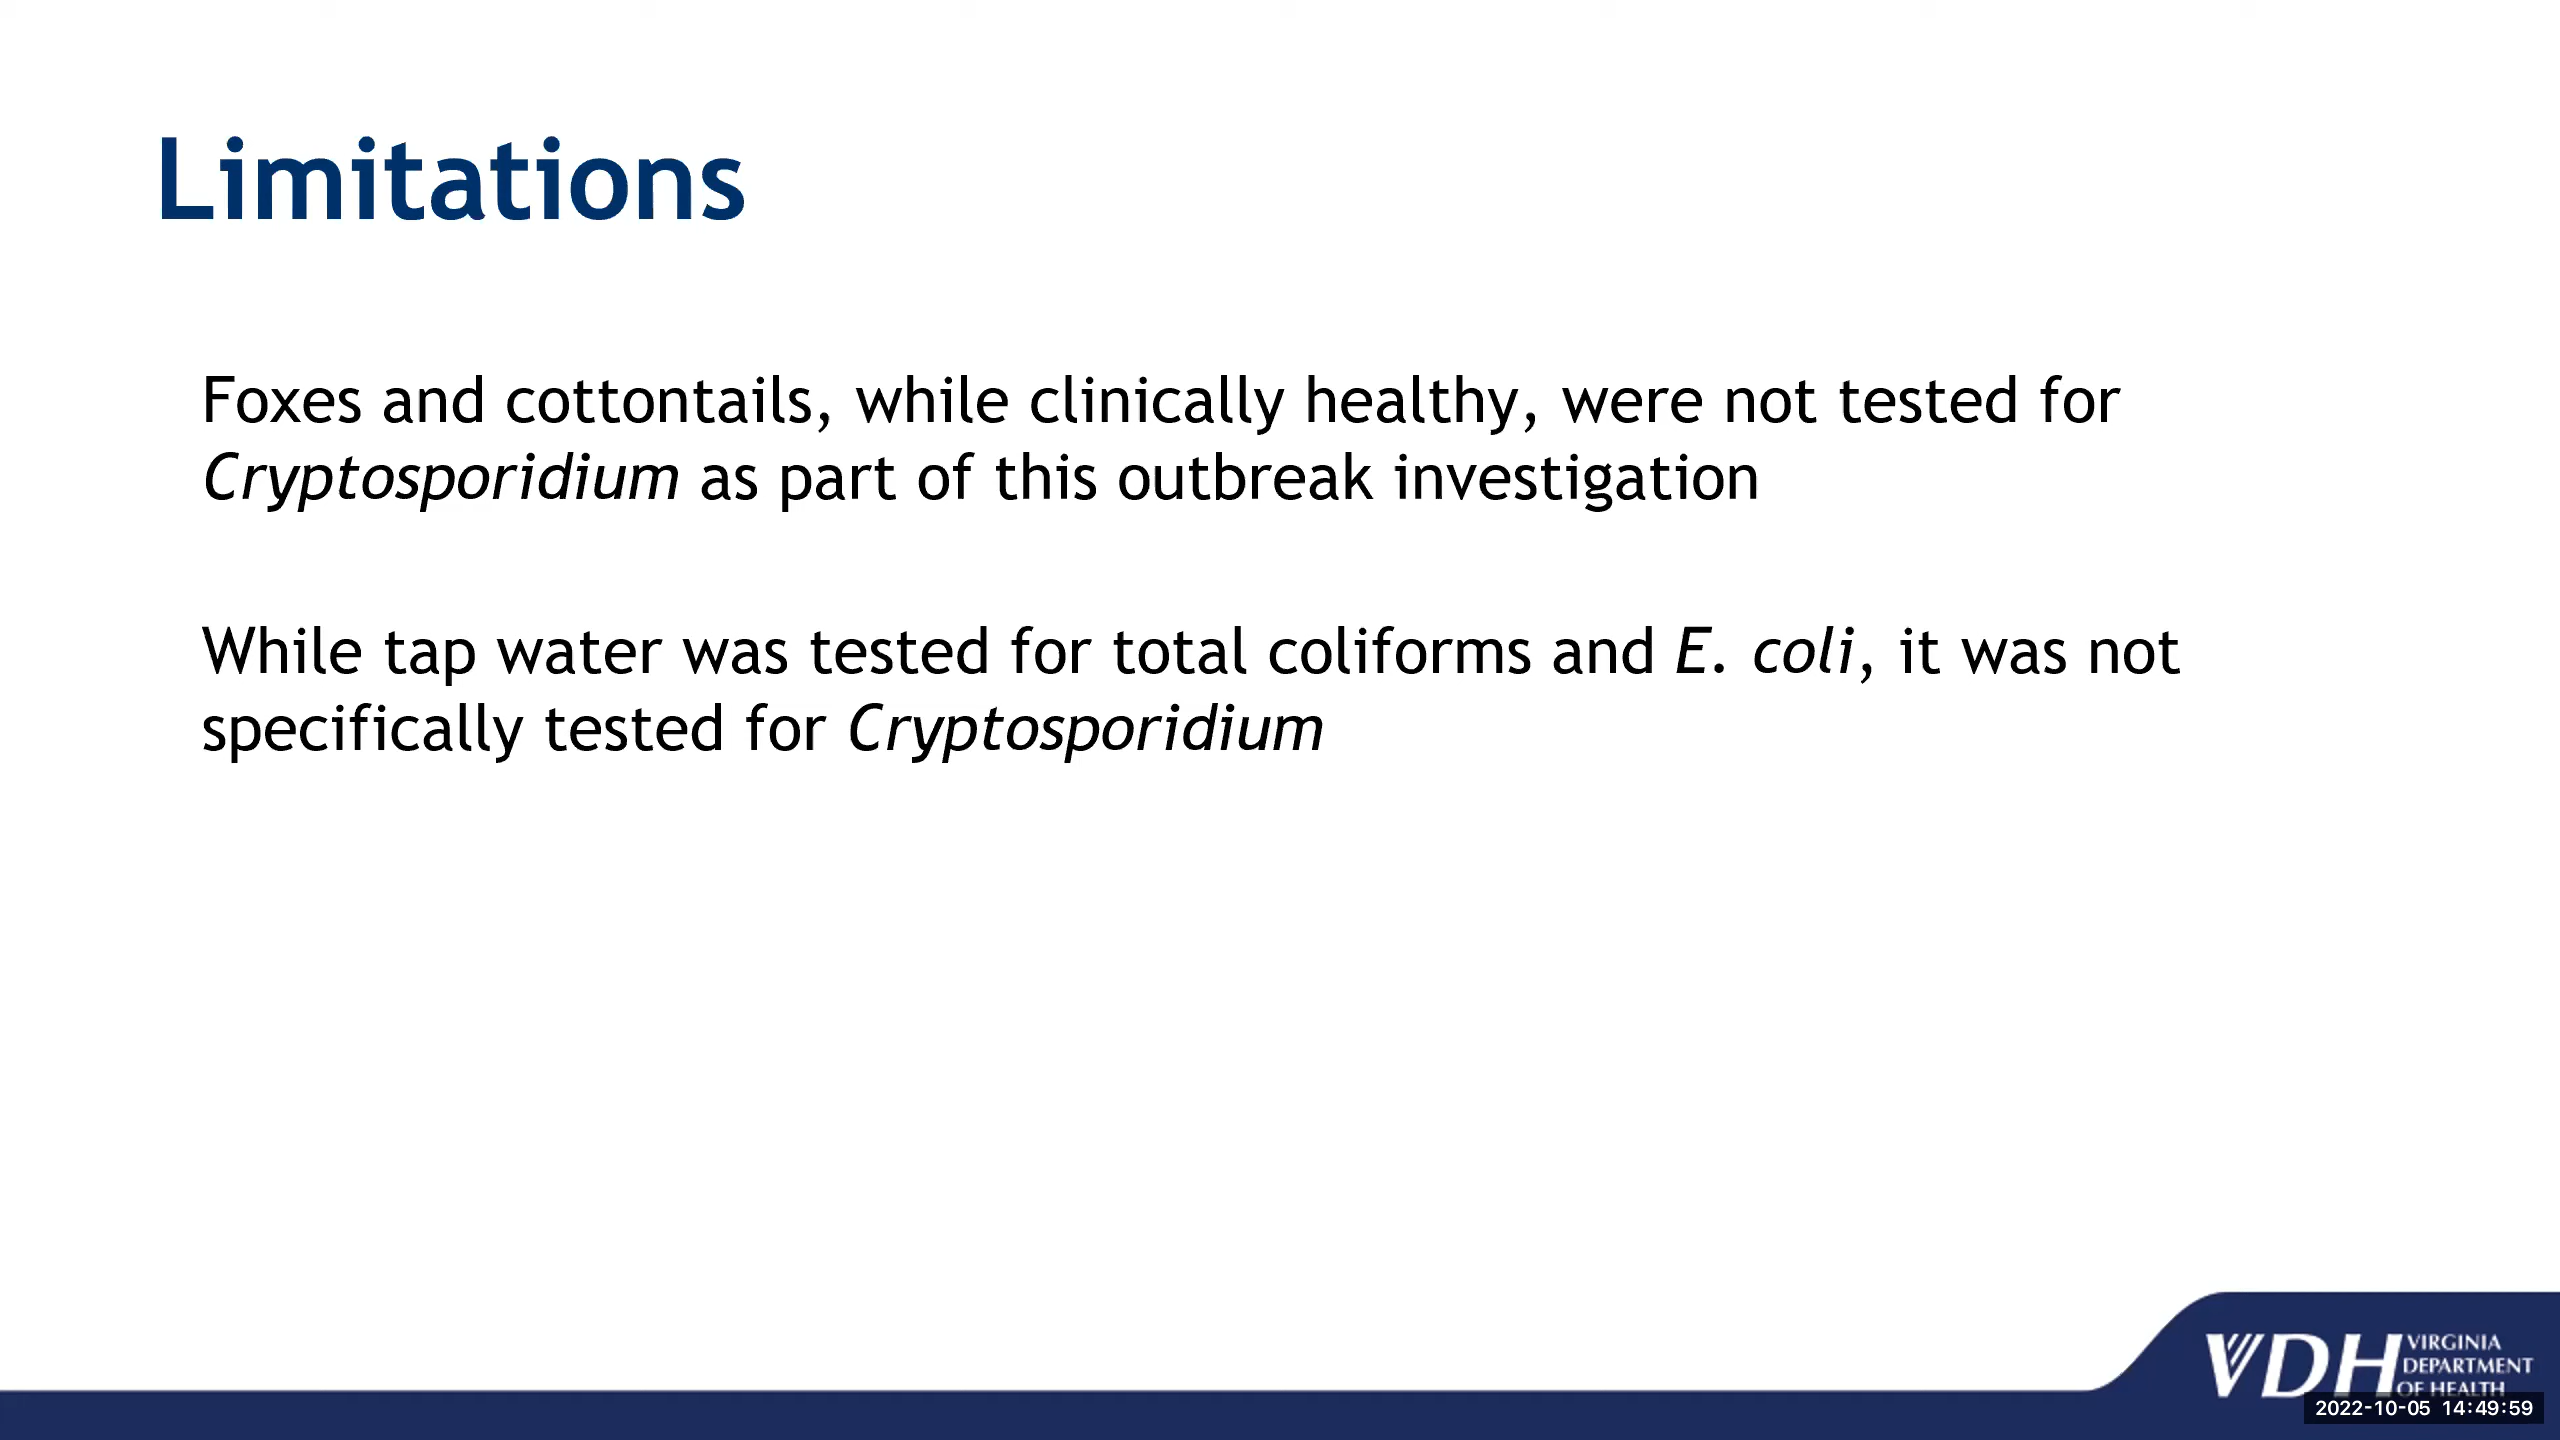 Limitations
Foxes and cottontails, while clinically healthy, were not tested for
Cryptosporidium as part of this outbreak investigation
While tap water was tested for total coliforms and E. coli, it was not
specifically tested for Cryptosporidium
VDH VIRGINIA
DEPARTMENT
OF HEALTH
2022-10-05 14:49:59